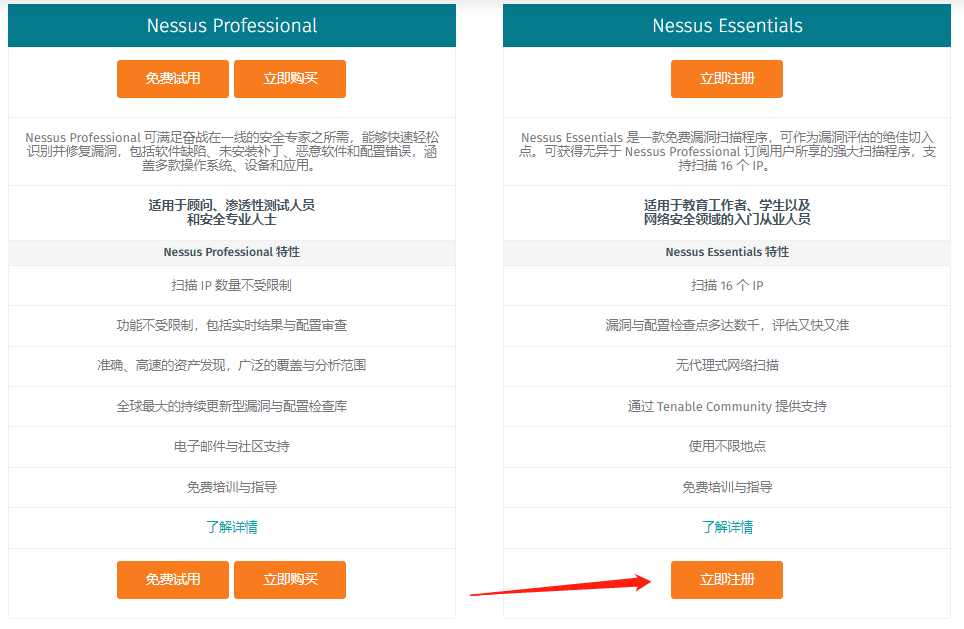 Nessus Professional
免费试用 立即购买
Nessus Professional 可满足奋战在一线的安全专家之所需，能够快速轻松
识别并修复漏洞，包括软件缺陷、未安装补丁、恶意软件和配置错误，涵
盖多款操作系统、设备和应用。
适用于顾问、渗透性测试人员
和安全专业人士
Nessus Professional 特性
扫描 IP 数量不受限制
功能不受限制，包括实时结果与配置审查
准确、高速的资产发现，广泛的覆盖与分析范围
全球最大的持续更新型漏洞与配置检查库
电子邮件与社区支持
免费培训与指导
了解详情
免费试用 立即购买
Nessus Essentials
立即注册
Nessus Essentials 是一款免费漏洞扫描程序，可作为漏洞评估的绝佳切入
点。可获得无异于 Nessus Professional 订阅用户所享的强大扫描程序，支
持扫描 16 个 IP。
适用于教育工作者、学生以及
网络安全领域的入门从业人员
Nessus Essentials 特性
扫描 16 个 IP
漏洞与配置检查点多达数千，评估又快又准
无代理式网络扫描
通过 Tenable Community 提供支持
使用不限地点
免费培训与指导
了解详情
立即注册